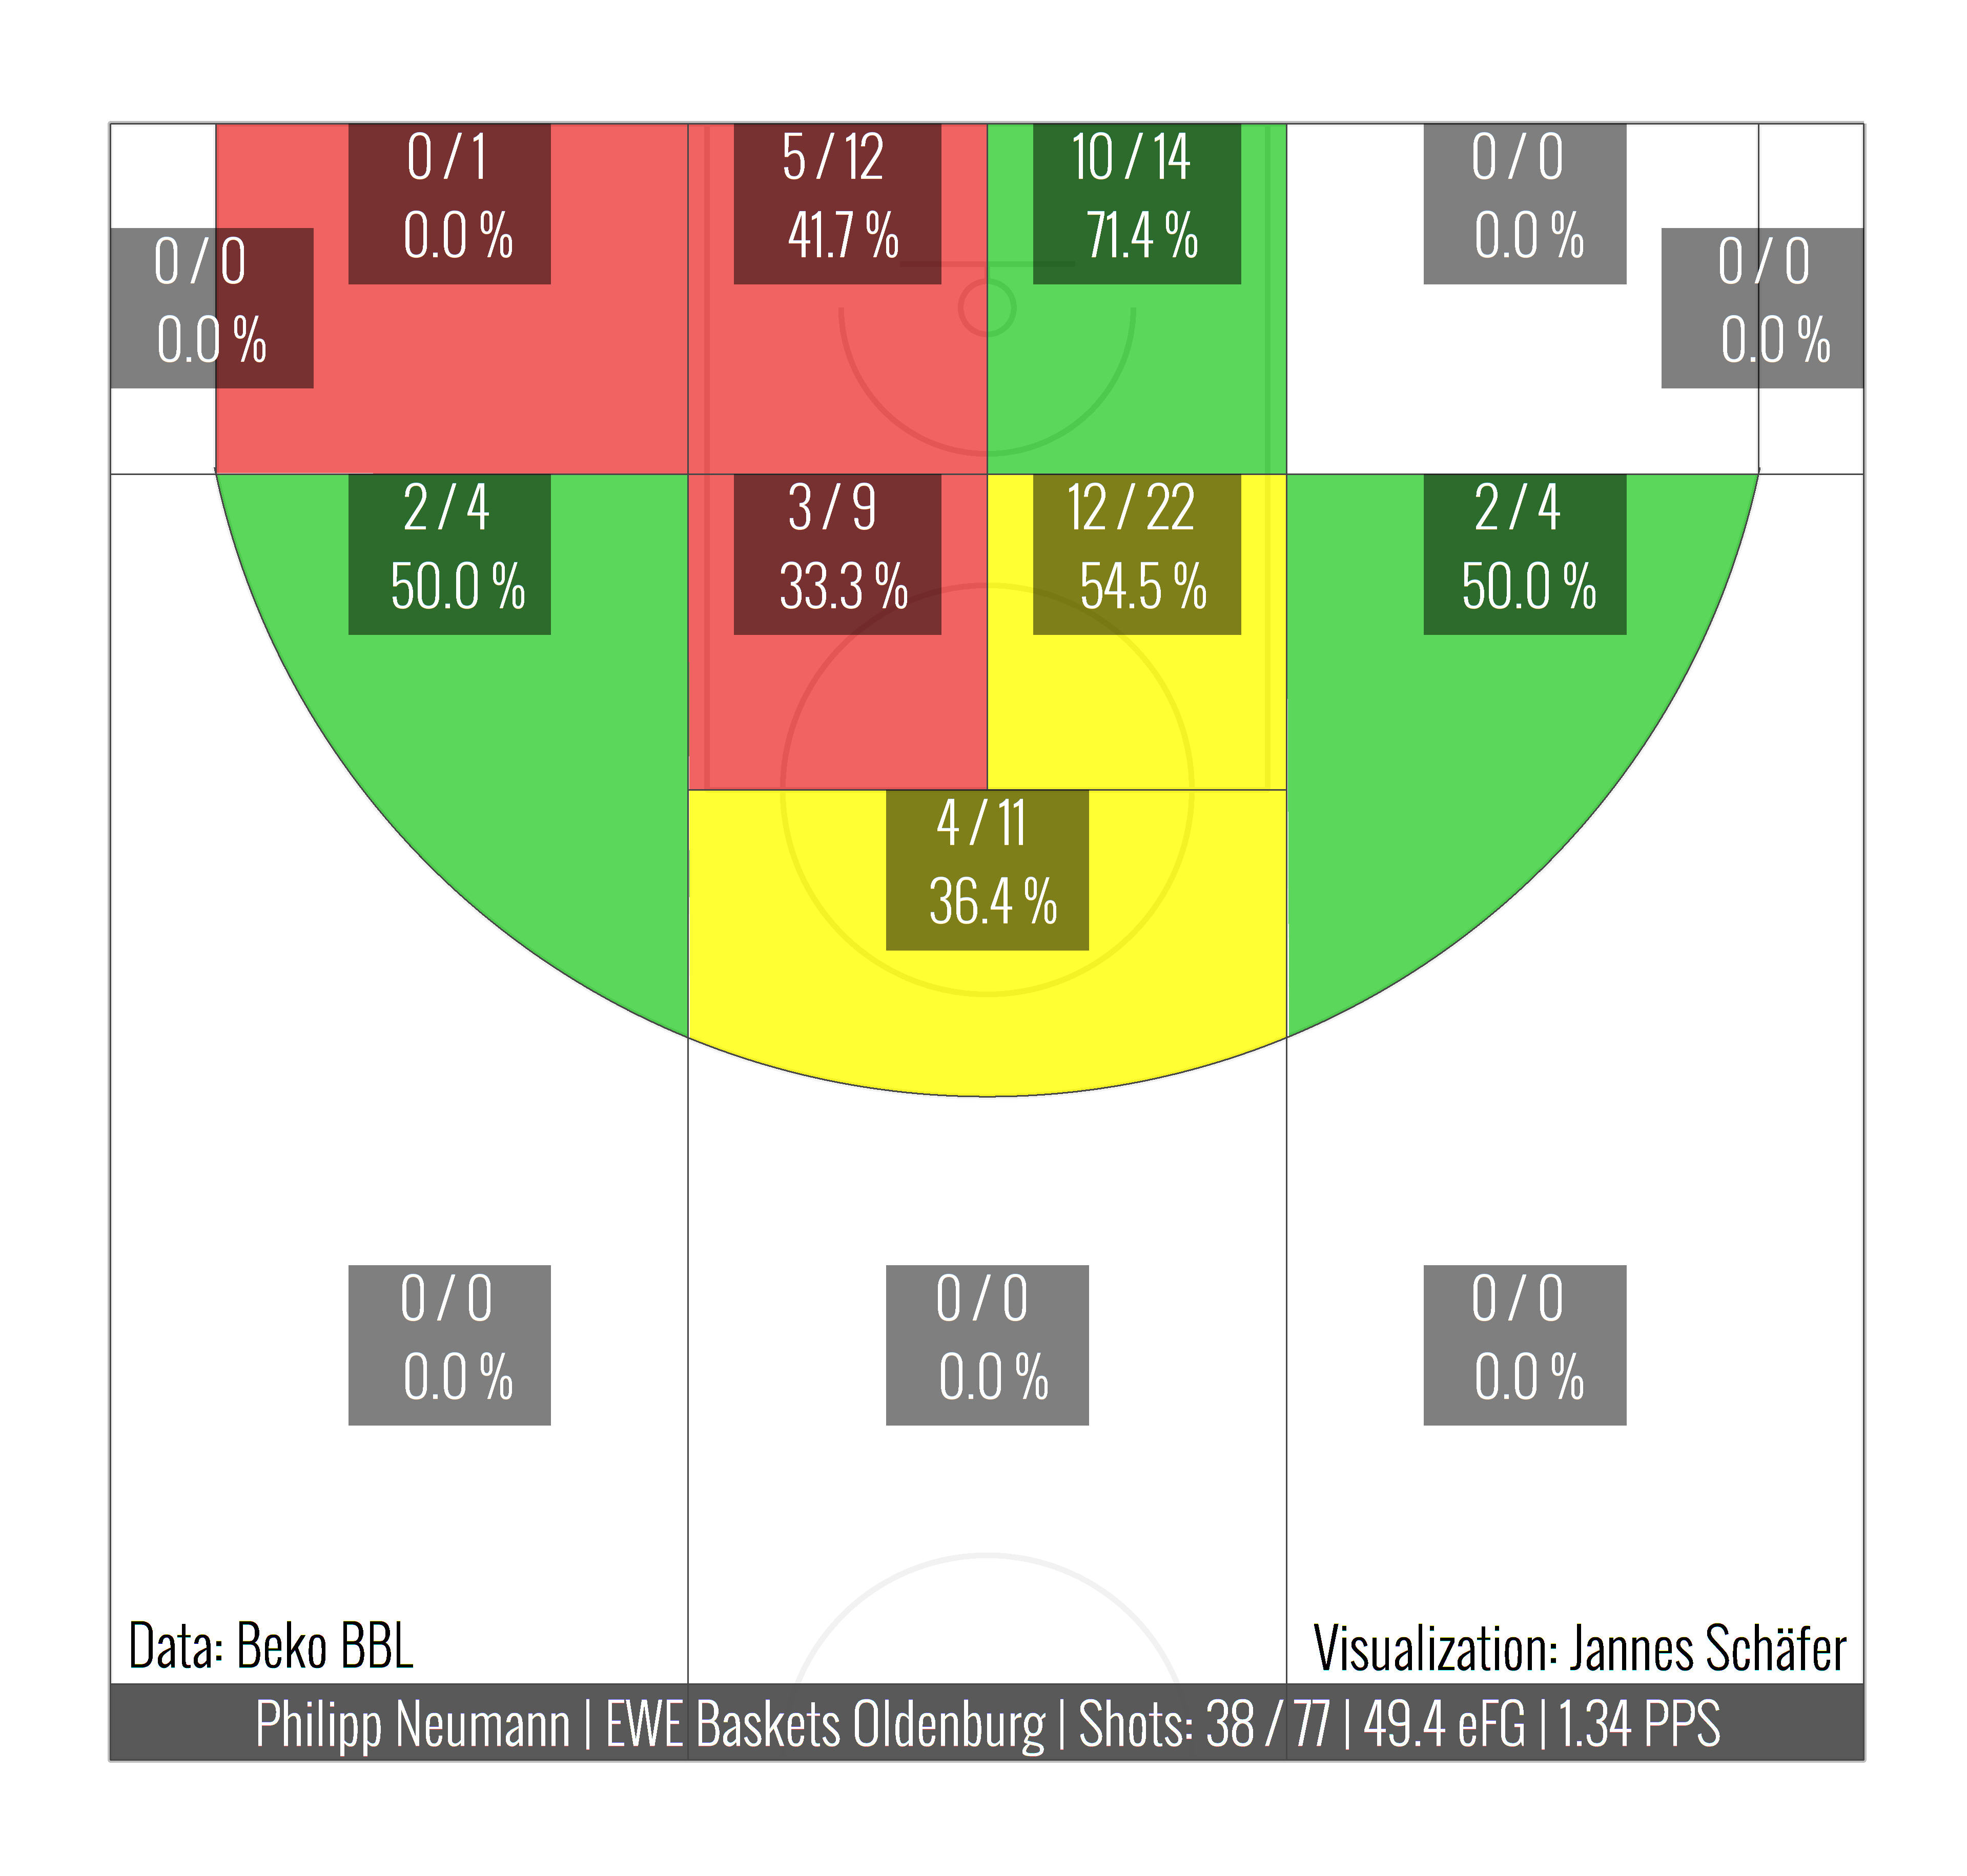 0 / 1
0.0 %
5 / 12
41.7 %
10 / 14
71.4 %
0 / 0
0.0 %
0 / 0
0.0 %
0 / 0
0.0 %
2 / 4
50.0 %
3 / 9
33.3 %
12 / 22
54.5 %
2 / 4
50.0 %
4 / 11
36.4 %
0 / 0
0.0 %
0 / 0
0.0 %
0 / 0
0.0 %
Data: Beko BBL
Visualization: Jannes Schäfer
Philipp Neumann | EWE Baskets Oldenburg | Shots: 38 / 77 | 49.4 eFG | 1.34 PPS